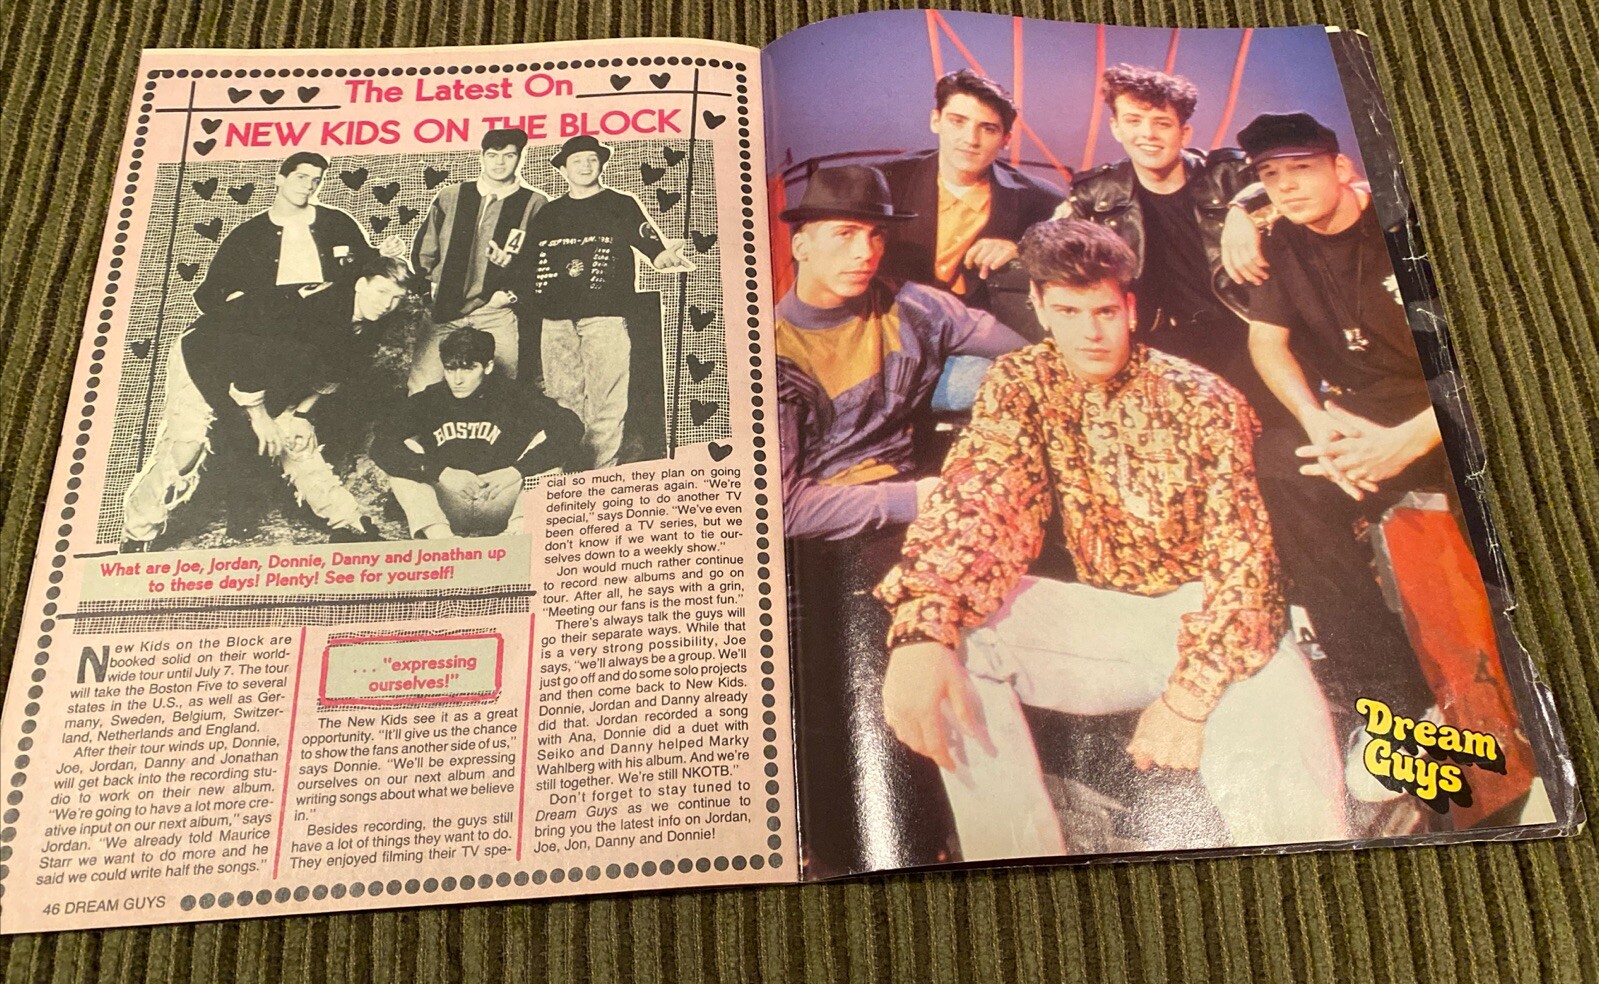 The Latest On
NEW KIDS ON THE BLOCK
4
BOSTON
What are Joe, Jordan, Donnie, Danny and Jonathan up
to these days! Plenty! See for yourself!
New Kids on the Block are
booked solid on their world-
wide tour until July 7. The tour
will take the Boston Five to several
states in the U.S., as well as Ger-
many, Sweden, Belgium, Switzer-
land, Netherlands and England.
After their tour winds up, Donnie,
Joe, Jordan, Danny and Jonathan
will get back into the recording stu-
dio to work on their new album.
"We're going to have a lot more cre-
ative input on our next album," says
Jordan. "We already told Maurice
Starr we want to do more and he
said we could write half the songs."
. . . "expressing
ourselves!"
The New Kids see it as a great
opportunity. "It'll give us the chance
to show the fans another side of us,"
says Donnie. "We'll be expressing
ourselves on our next album and
writing songs about what we believe
in."
Besides recording, the guys still
have a lot of things they want to do.
They enjoyed filming their TV spe-
cial so much, they plan on going
before the cameras again. "We're
definitely going to do another TV
special," says Donnie. "We've even
been offered a TV series, but we
don't know if we want to tie our-
selves down to a weekly show."
Jon would much rather continue
to record new albums and go on
tour. After all, he says with a grin,
"Meeting our fans is the most fun."
There's always talk the guys will
go their separate ways. While that
is a very strong possibility, Joe
says, "we'll always be a group. We'll
just go off and do some solo projects
and then come back to New Kids.
Donnie, Jordan and Danny already
did that. Jordan recorded a song
with Ana, Donnie did a duet with
Seiko and Danny helped Marky
Wahlberg with his album. And we're
still together. We're still NKOTB."
Don't forget to stay tuned to
Dream Guys as we continue to
bring you the latest info on Jordan,
Joe, Jon, Danny and Donnie!
46 DREAM GUYS
Dream
Guys